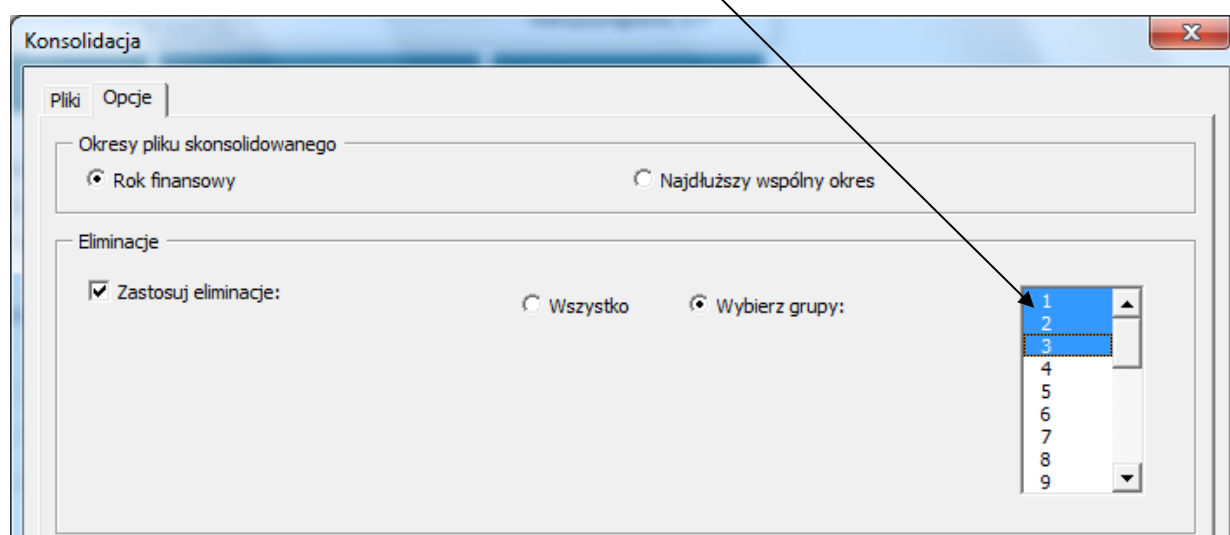 Konsolidacja
Pliki Opcje
Okresy pliku skonsolidowanego
Rok finansowy Najdłuższy wspólny okres
Eliminacje
Zastosuj eliminacje: Wszystko Wybierz grupy:
1
2
3
4
5
6
7
8
9